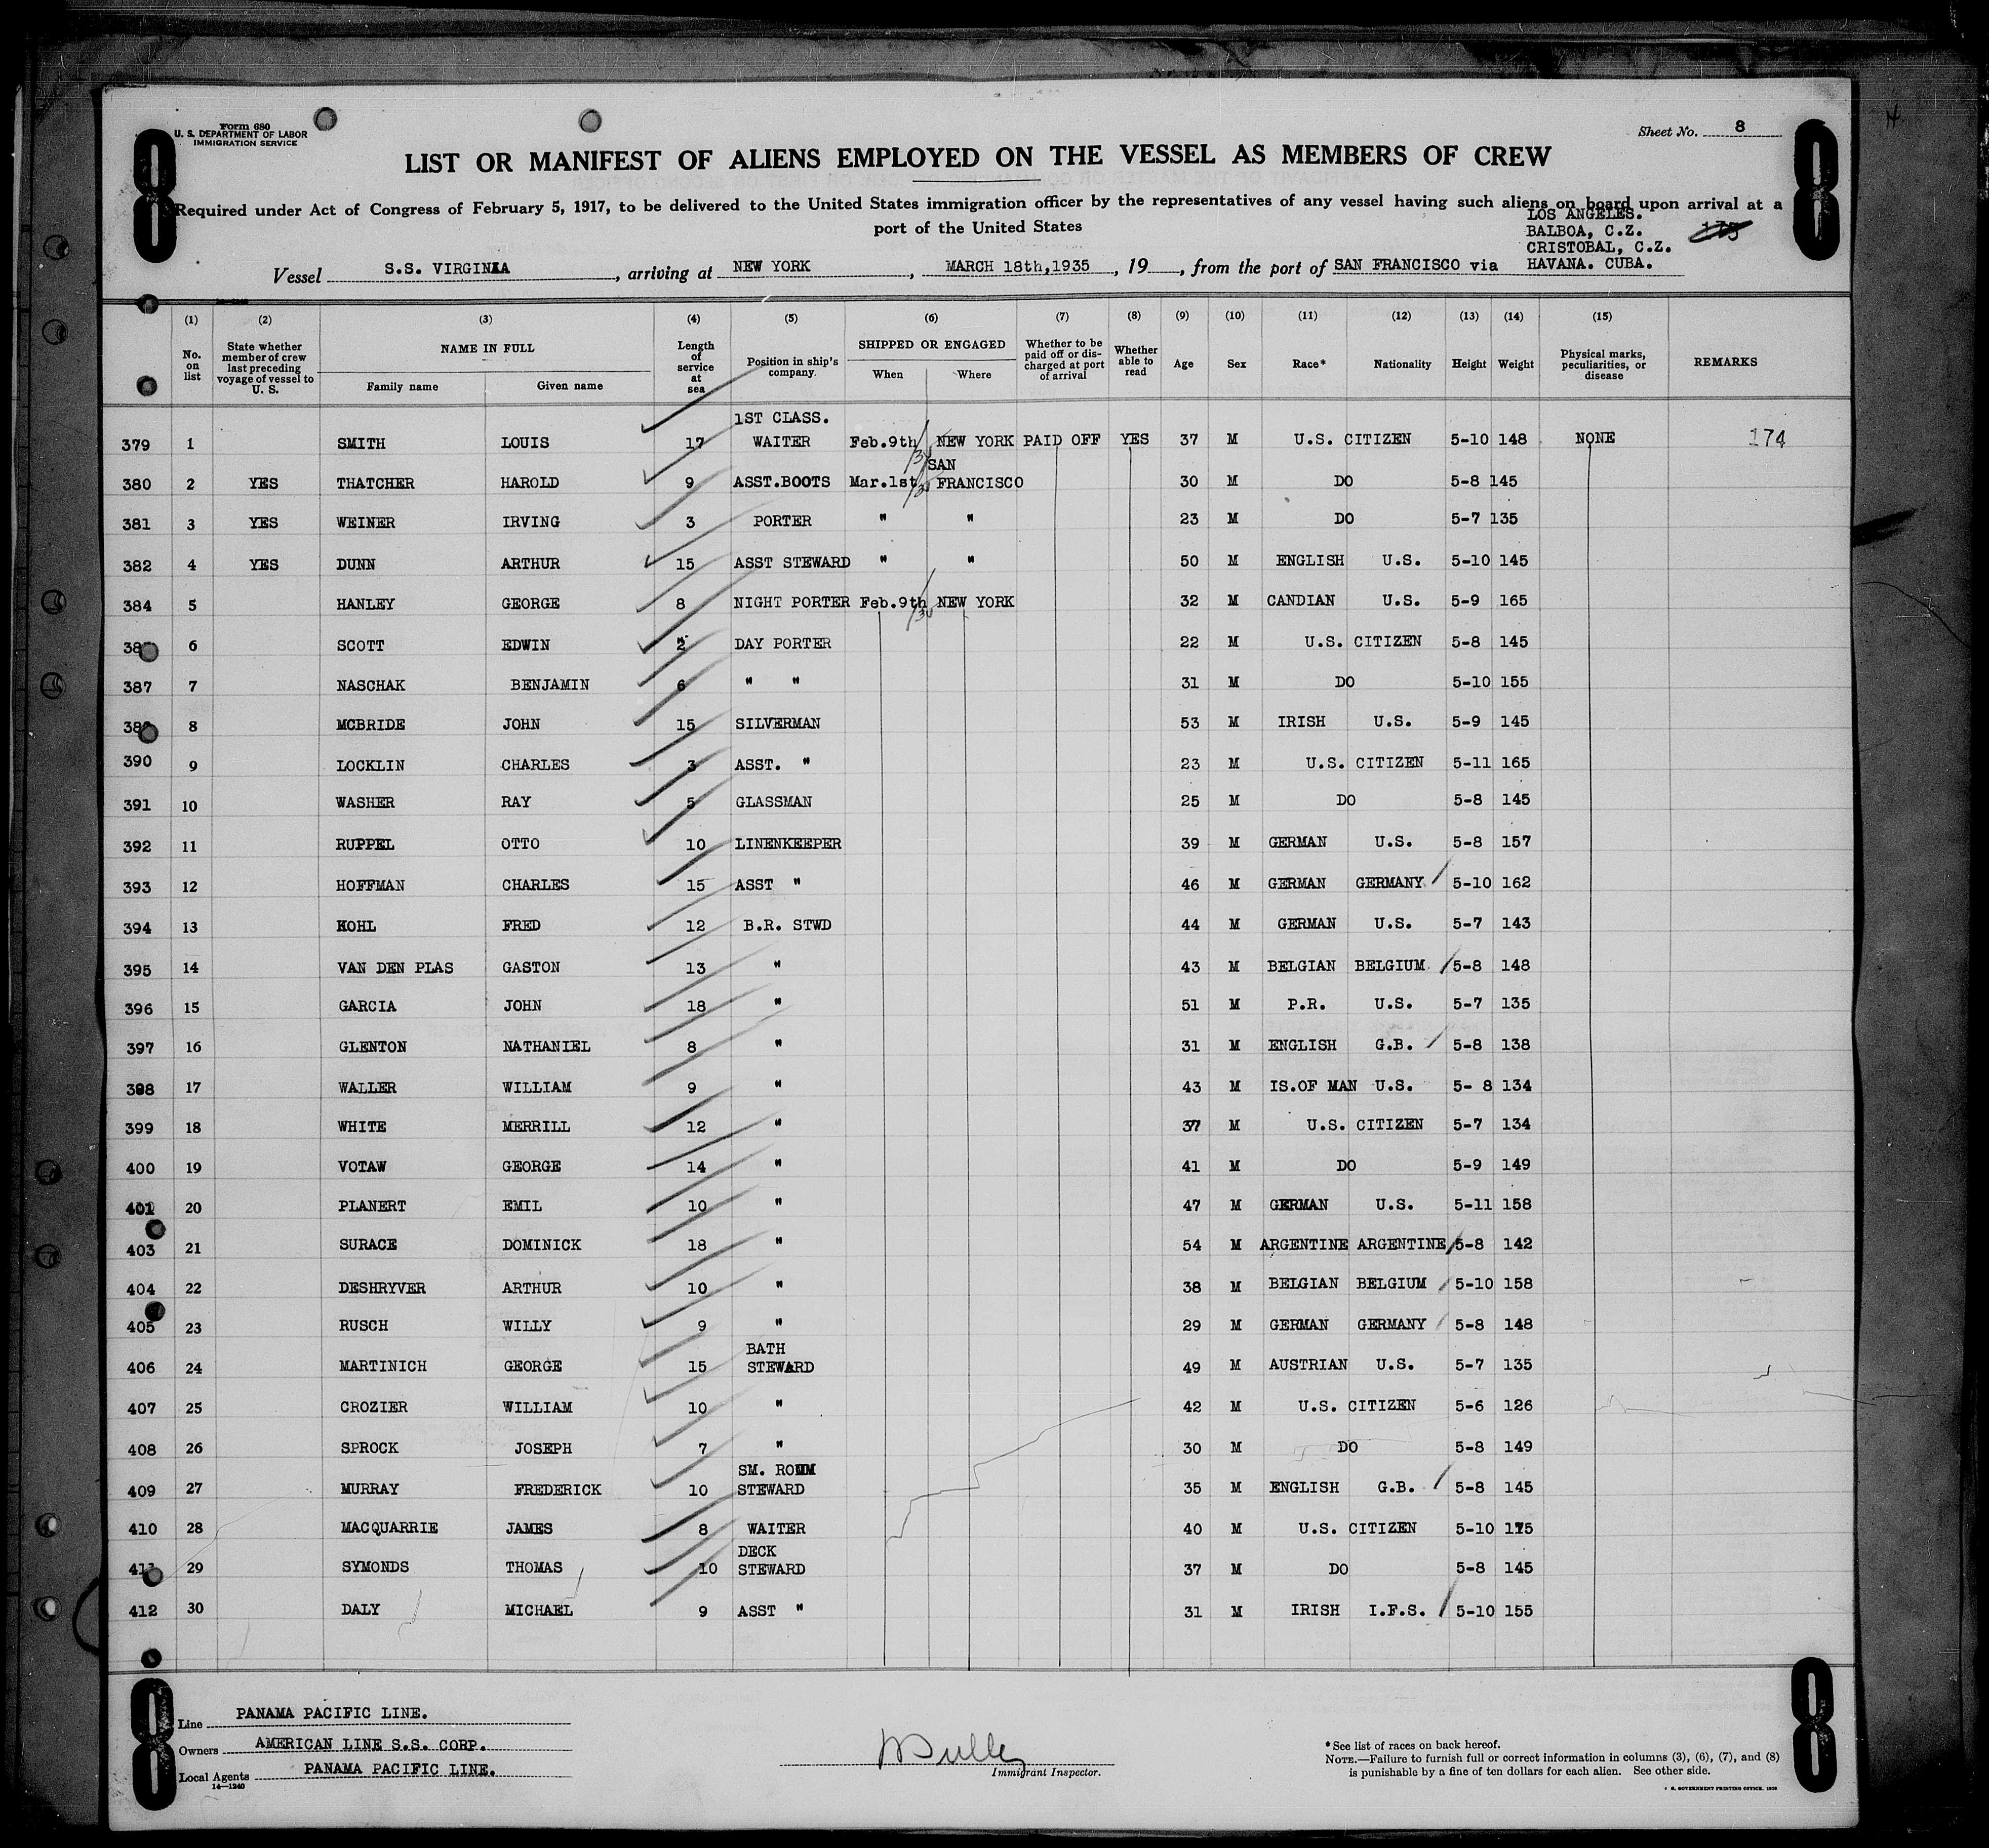 8
Form 680
U. S. DEPARTMENT OF LABOR
IMMIGRATION SERVICE
Sheet No. 8
8
LIST OR MANIFEST OF ALIENS EMPLOYED ON THE VESSEL AS MEMBERS OF CREW
Required under Act of Congress of February 5, 1917, to be delivered to the United States immigration officer by the representatives of any vessel having such aliens on board upon arrival at a
port of the United States
LOS ANGELES.
BALBOA, C.Z.
CRISTOBAL, C.Z.
175
Vessel S.S. VIRGINIA, arriving at NEW YORK, MARCH 18th,1935, 19, from the port of SAN FRANCISCO via HAVANA. CUBA.
(1) (2) (3) (4) (5) (6) (7) (8) (9) (10) (11) (12) (13) (14) (15)
No. on list
State whether member of crew last preceding voyage of vessel to U. S.
NAME IN FULL
Family name Given name
Length of service at sea
Position in ship's company.
SHIPPED OR ENGAGED
When Where
Whether to be paid off or discharged at port of arrival
Whether able to read
Age Sex Race* Nationality Height Weight
Physical marks, peculiarities, or disease
REMARKS
1ST CLASS.
379 1 SMITH LOUIS 17 WAITER Feb.9th/34 NEW YORK PAID OFF YES 37 M U.S. CITIZEN 5-10 148 NONE 174
SAN
380 2 YES THATCHER HAROLD 9 ASST.BOOTS Mar.1st FRANCISCO 30 M DO 5-8 145
381 3 YES WEINER IRVING 3 PORTER " " 23 M DO 5-7 135
382 4 YES DUNN ARTHUR 15 ASST STEWARD " " 50 M ENGLISH U.S. 5-10 145
384 5 HANLEY GEORGE 8 NIGHT PORTER Feb.9th NEW YORK 32 M CANDIAN U.S. 5-9 165
6 SCOTT EDWIN 2 DAY PORTER 22 M U.S. CITIZEN 5-8 145
387 7 NASCHAK BENJAMIN 6 " " 31 M DO 5-10 155
8 MCBRIDE JOHN 15 SILVERMAN 53 M IRISH U.S. 5-9 145
390 9 LOCKLIN CHARLES 3 ASST. " 23 M U.S. CITIZEN 5-11 165
391 10 WASHER RAY 5 GLASSMAN 25 M DO 5-8 145
392 11 RUPPEL OTTO 10 LINENKEEPER 39 M GERMAN U.S. 5-8 157
393 12 HOFFMAN CHARLES 15 ASST " 46 M GERMAN GERMANY 5-10 162
394 13 KOHL FRED 12 B.R. STWD 44 M GERMAN U.S. 5-7 143
395 14 VAN DEN PLAS GASTON 13 " 43 M BELGIAN BELGIUM 5-8 148
396 15 GARCIA JOHN 18 " 51 M P.R. U.S. 5-7 135
397 16 GLENTON NATHANIEL 8 " 31 M ENGLISH G.B. 5-8 138
398 17 WALLER WILLIAM 9 " 43 M IS.OF MAN U.S. 5- 8 134
399 18 WHITE MERRILL 12 " 37 M U.S. CITIZEN 5-7 134
400 19 VOTAW GEORGE 14 " 41 M DO 5-9 149
401 20 PLANERT EMIL 10 " 47 M GERMAN U.S. 5-11 158
403 21 SURACE DOMINICK 18 " 54 M ARGENTINE ARGENTINE 5-8 142
404 22 DESHRYVER ARTHUR 10 " 38 M BELGIAN BELGIUM 5-10 158
405 23 RUSCH WILLY 9 " 29 M GERMAN GERMANY 5-8 148
BATH
406 24 MARTINICH GEORGE 15 STEWARD 49 M AUSTRIAN U.S. 5-7 135
407 25 CROZIER WILLIAM 10 " 42 M U.S. CITIZEN 5-6 126
408 26 SPROCK JOSEPH 7 " 30 M DO 5-8 149
SM. ROMM
409 27 MURRAY FREDERICK 10 STEWARD 35 M ENGLISH G.B. 5-8 145
410 28 MACQUARRIE JAMES 8 WAITER 40 M U.S. CITIZEN 5-10 175
DECK
29 SYMONDS THOMAS 10 STEWARD 37 M DO 5-8 145
412 30 DALY MICHAEL 9 ASST " 31 M IRISH I.F.S. 5-10 155
8
8
Line PANAMA PACIFIC LINE.
Owners AMERICAN LINE S.S. CORP.
Local Agents PANAMA PACIFIC LINE.
14—1240
Immigrant Inspector.
*See list of races on back hereof.
NOTE.—Failure to furnish full or correct information in columns (3), (6), (7), and (8)
is punishable by a fine of ten dollars for each alien. See other side.
GOVERNMENT PRINTING OFFICE